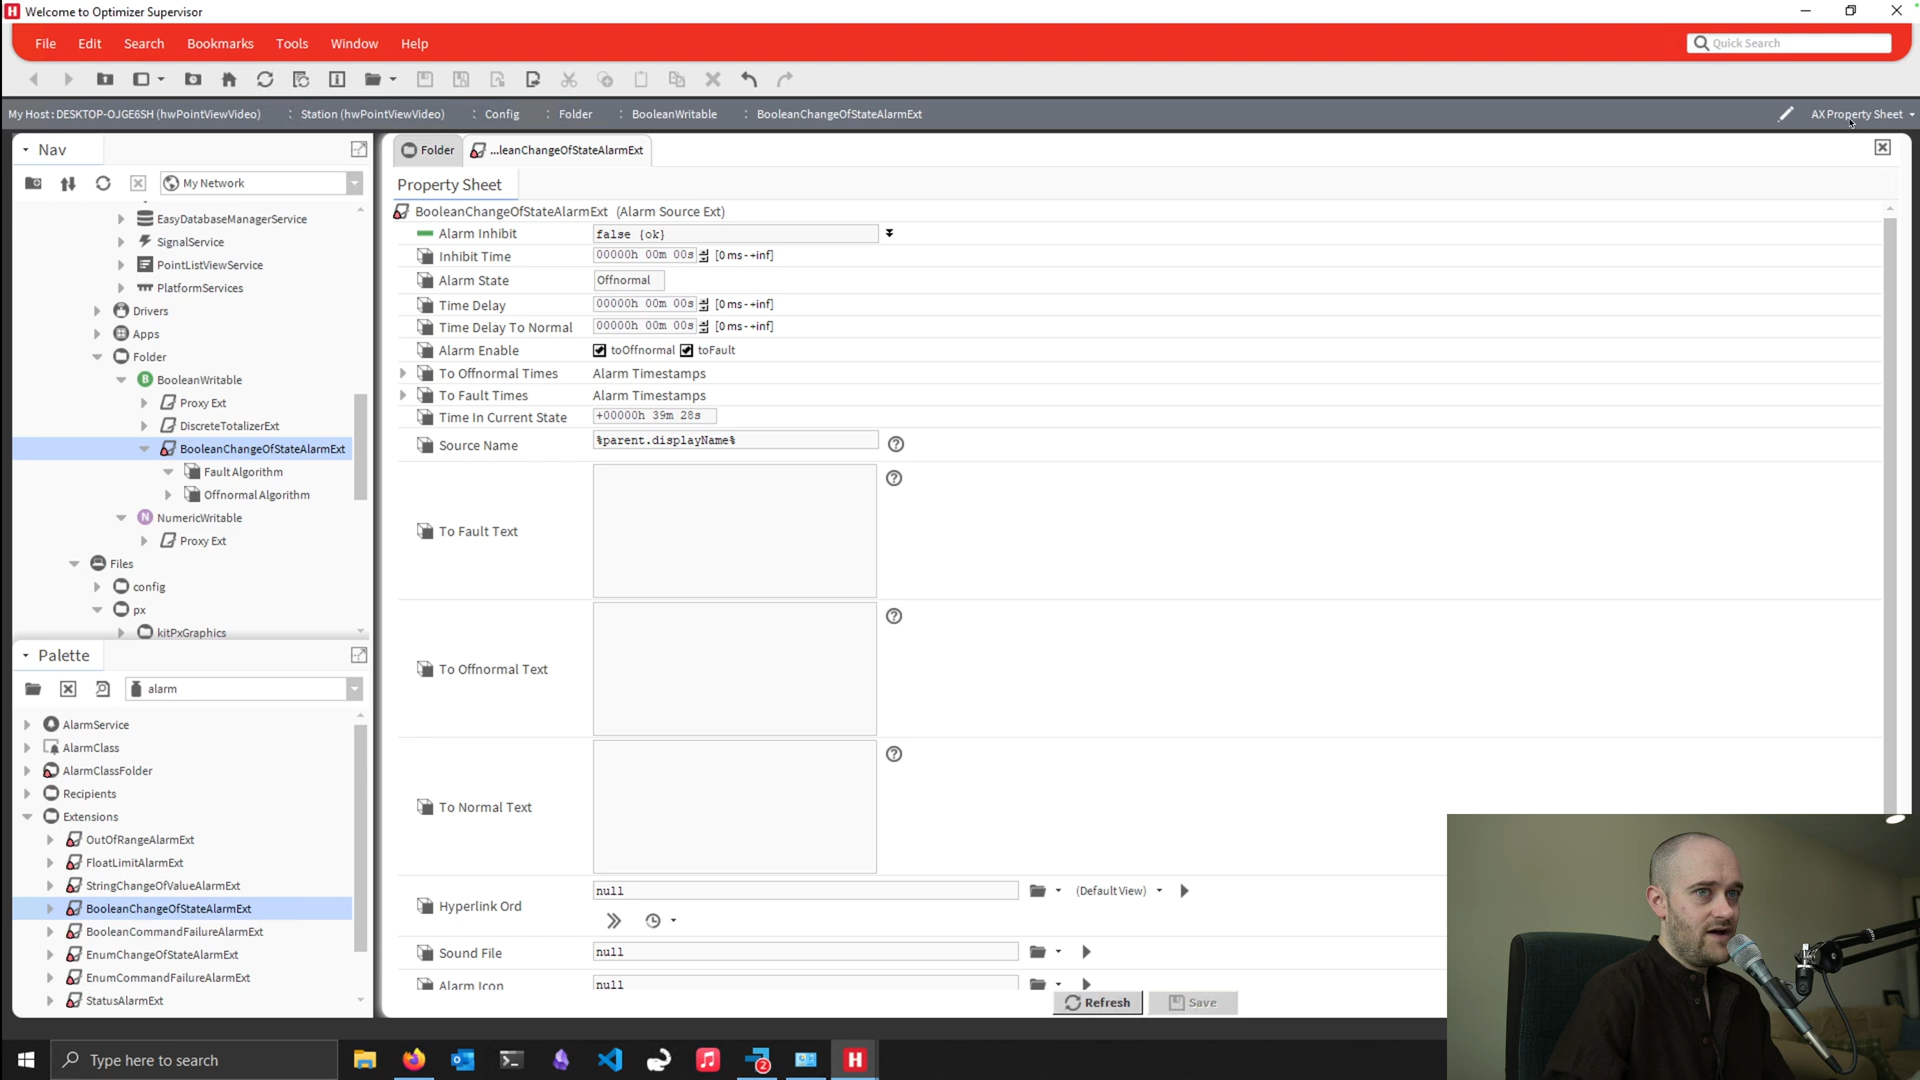 Welcome to Optimizer Supervisor
File Edit Search Bookmarks Tools Window Help
Quick Search
My Host : DESKTOP-OJGE6SH (hwPointViewVideo) : Station (hwPointViewVideo) : Config : Folder : BooleanWritable : BooleanChangeOfStateAlarmExt
AX Property Sheet
Nav
My Network
EasyDatabaseManagerService
SignalService
PointListViewService
PlatformServices
Drivers
Apps
Folder
BooleanWritable
Proxy Ext
DiscreteTotalizerExt
BooleanChangeOfStateAlarmExt
Fault Algorithm
Offnormal Algorithm
NumericWritable
Proxy Ext
Files
config
px
kitPxGraphics
Palette
alarm
AlarmService
AlarmClass
AlarmClassFolder
Recipients
Extensions
OutOfRangeAlarmExt
FloatLimitAlarmExt
StringChangeOfValueAlarmExt
BooleanChangeOfStateAlarmExt
BooleanCommandFailureAlarmExt
EnumChangeOfStateAlarmExt
EnumCommandFailureAlarmExt
StatusAlarmExt
Folder ...leanChangeOfStateAlarmExt
Property Sheet
BooleanChangeOfStateAlarmExt (Alarm Source Ext)
Alarm Inhibit false {ok}
Inhibit Time 00000h 00m 00s [0 ms - +inf]
Alarm State Offnormal
Time Delay 00000h 00m 00s [0 ms - +inf]
Time Delay To Normal 00000h 00m 00s [0 ms - +inf]
Alarm Enable toOffnormal toFault
To Offnormal Times Alarm Timestamps
To Fault Times Alarm Timestamps
Time In Current State +00000h 39m 28s
Source Name %parent.displayName%
To Fault Text
To Offnormal Text
To Normal Text
Hyperlink Ord null (Default View)
Sound File null
Alarm Icon null
Refresh Save
Type here to search
2